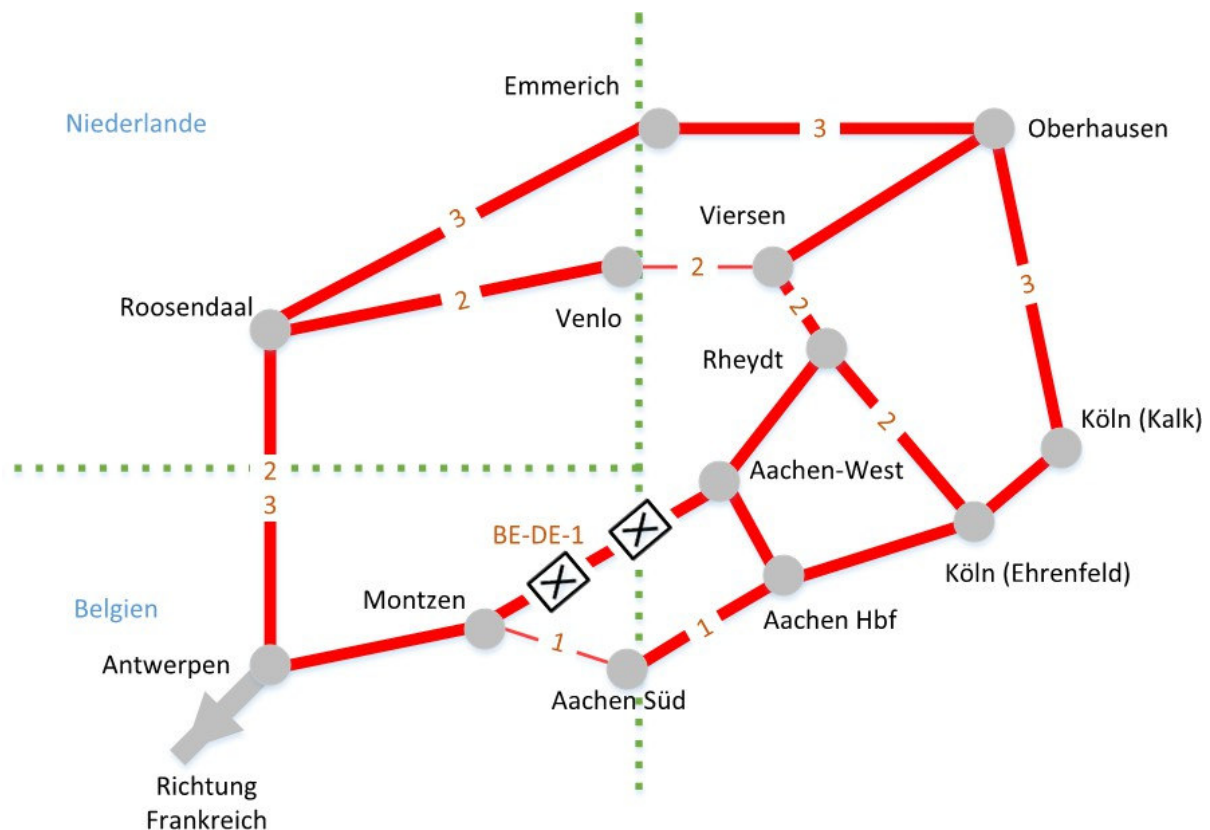 Emmerich
Niederlande
3
Oberhausen
3
Viersen
2
Roosendaal
2
Venlo
2
3
Rheydt
2
Köln (Kalk)
2
3
Aachen-West
BE-DE-1
Köln (Ehrenfeld)
Montzen
Belgien
Aachen Hbf
1
1
Antwerpen
Aachen Süd
Richtung
Frankreich